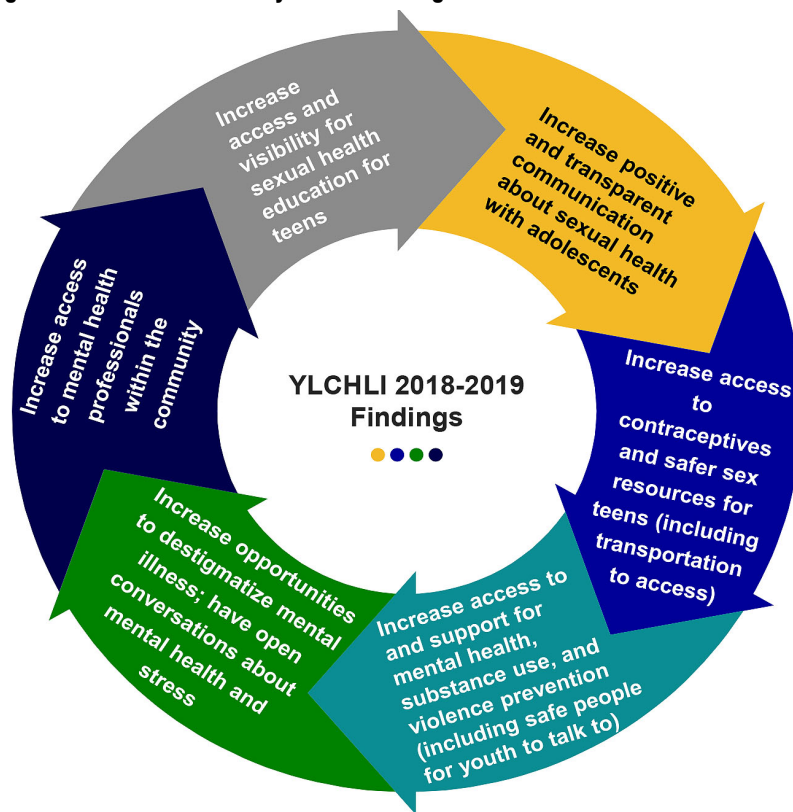 Increase
access and
visibility for
sexual health
education for
teens
Increase positive
and transparent
communication
about sexual health
with adolescents
Increase access
to
contraceptives
and safer sex
resources for
teens (including
transportation
to access)
Increase access to
and support for
mental health,
substance use, and
violence prevention
(including safe people
for youth to talk to)
Increase opportunities
to destigmatize mental
illness; have open
conversations about
mental health and
stress
Increase access
to mental health
professionals
within the
community
YLCHLI 2018-2019
Findings